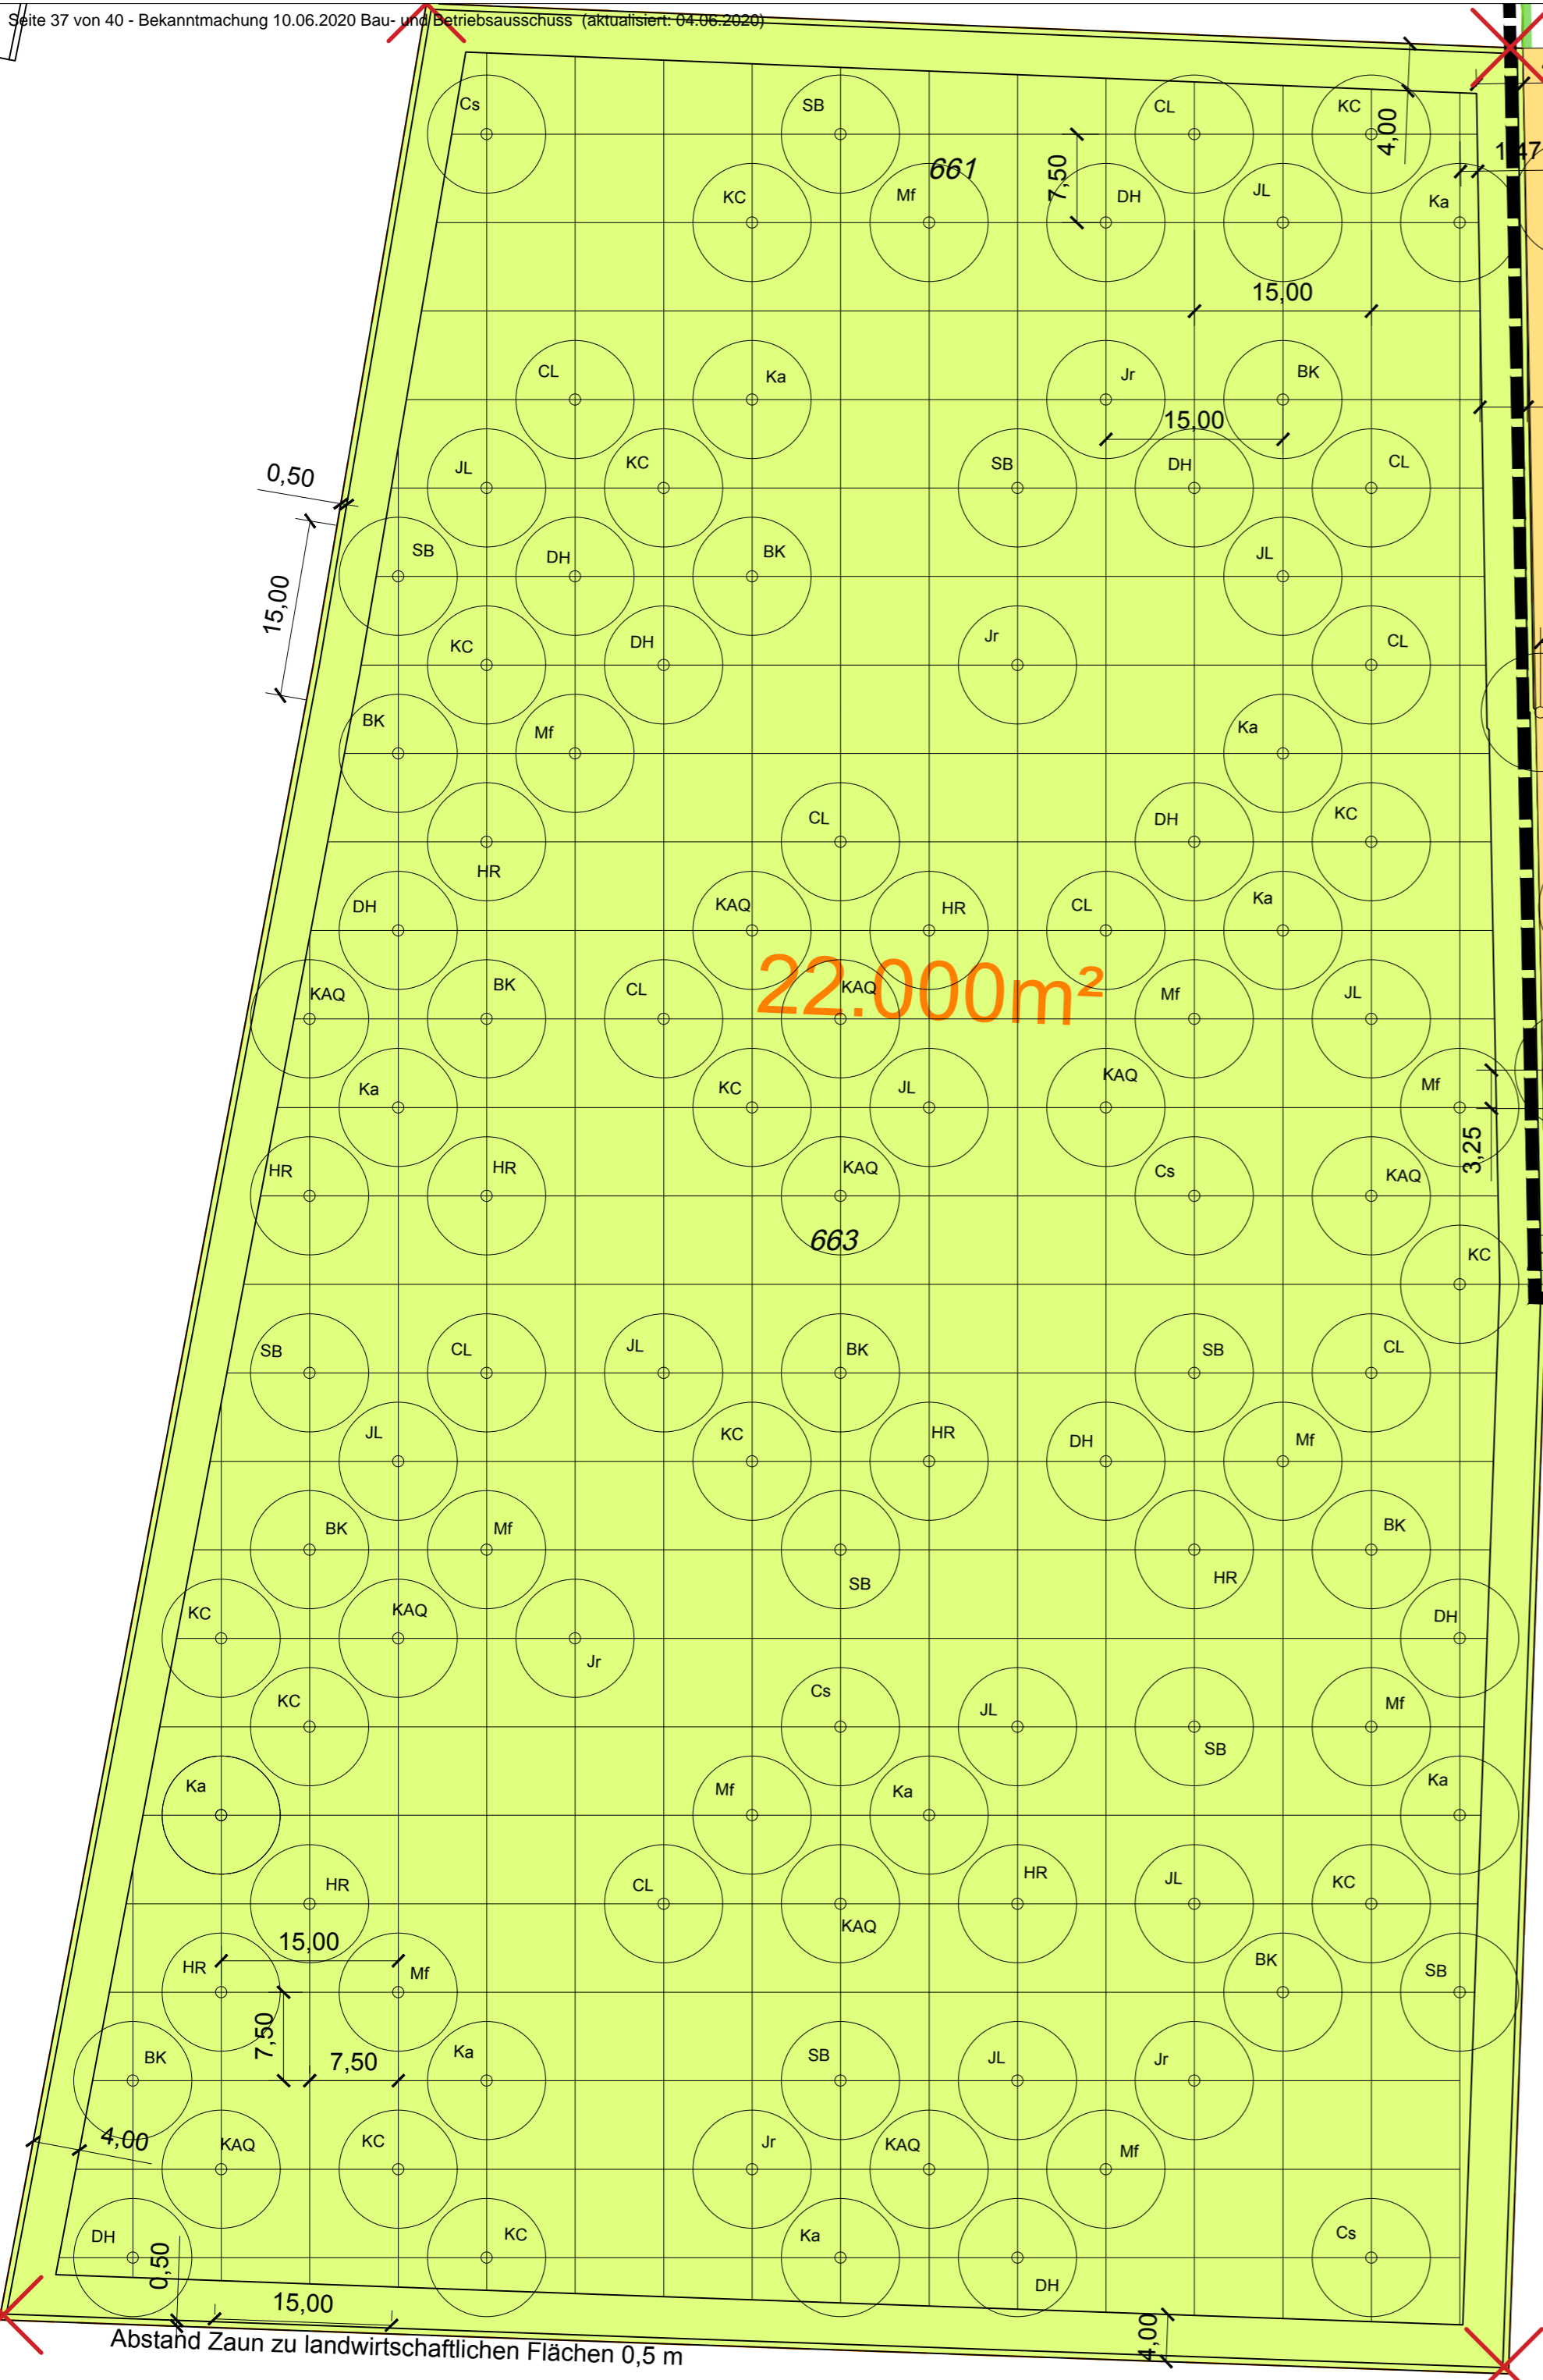 Seite 37 von 40 - Bekanntmachung 10.06.2020 Bau- und Betriebsausschuss (aktualisiert: 04.06.2020)
Cs SB CL KC 4,00
661 7,50 1,47
KC Mf DH JL Ka
15,00
CL Ka Jr BK
15,00
0,50 JL KC SB DH CL
SB DH BK JL
15,00
KC DH Jr CL
BK Mf Ka
CL DH KC
HR
DH KAQ HR CL Ka
22.000m²
KAQ BK CL KAQ Mf JL
Ka KC JL KAQ Mf
3,25
HR HR KAQ Cs KAQ
663 KC
SB CL JL BK SB CL
JL KC HR DH Mf
BK Mf BK
SB HR
KC KAQ DH
Jr
KC Cs JL Mf
SB
Ka Mf Ka Ka
HR CL HR JL KC
KAQ
15,00
HR Mf BK SB
7,50
BK 7,50 Ka SB JL Jr
4,00 KAQ KC Jr KAQ Mf
DH KC Ka Cs
0,50 DH
15,00
4,00
Abstand Zaun zu landwirtschaftlichen Flächen 0,5 m